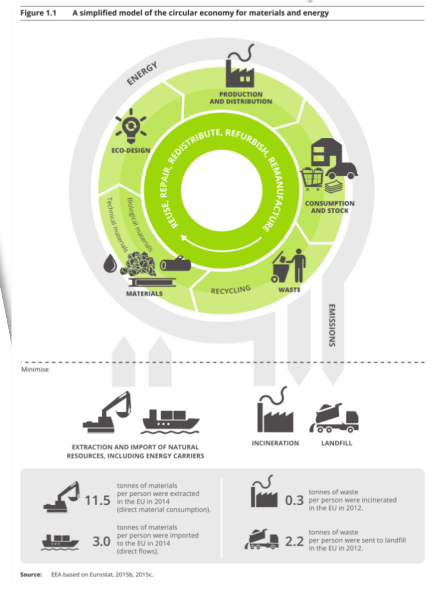 Figure 1.1 A simplified model of the circular economy for materials and energy
ENERGY
PRODUCTION
AND DISTRIBUTION
ECO-DESIGN
REUSE, REPAIR, REDISTRIBUTE, REFURBISH, REMANUFACTURE
CONSUMPTION
AND STOCK
Technical materials
Biological materials
MATERIALS
RECYCLING
WASTE
EMISSIONS
Minimise
EXTRACTION AND IMPORT OF NATURAL
RESOURCES, INCLUDING ENERGY CARRIERS
INCINERATION
LANDFILL
11.5
tonnes of materials
per person were extracted
in the EU in 2014
(direct material consumption).
3.0
tonnes of materials
per person were imported
to the EU in 2014
(direct flows).
0.3
tonnes of waste
per person were incinerated
in the EU in 2012.
2.2
tonnes of waste
per person were sent to landfill
in the EU in 2012.
Source: EEA based on Eurostat, 2015b, 2015c.